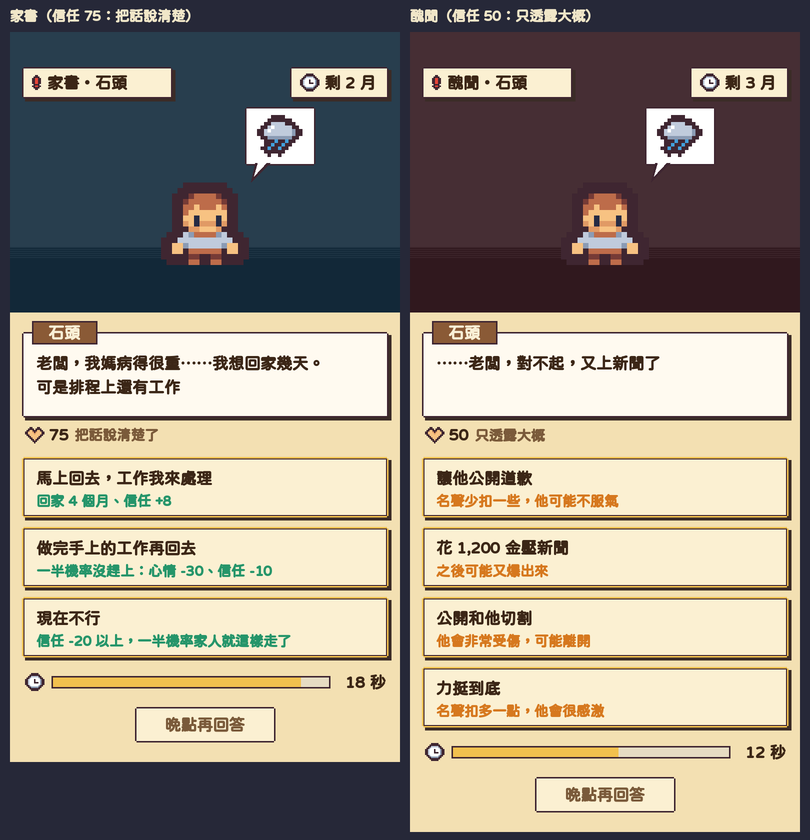 家書（信任 75：把話說清楚）
家書・石頭
剩 2 月
石頭
老闆，我媽病得很重……我想回家幾天。
可是排程上還有工作
75 把話說清楚了
馬上回去，工作我來處理
回家 4 個月、信任 +8
做完手上的工作再回去
一半機率沒趕上：心情 -30、信任 -10
現在不行
信任 -20 以上，一半機率家人就這樣走了
18 秒
晚點再回答
醜聞（信任 50：只透露大概）
醜聞・石頭
剩 3 月
石頭
……老闆，對不起，又上新聞了
50 只透露大概
讓他公開道歉
名聲少扣一些，他可能不服氣
花 1,200 金壓新聞
之後可能又爆出來
公開和他切割
他會非常受傷，可能離開
力挺到底
名聲扣多一點，他會很感激
12 秒
晚點再回答